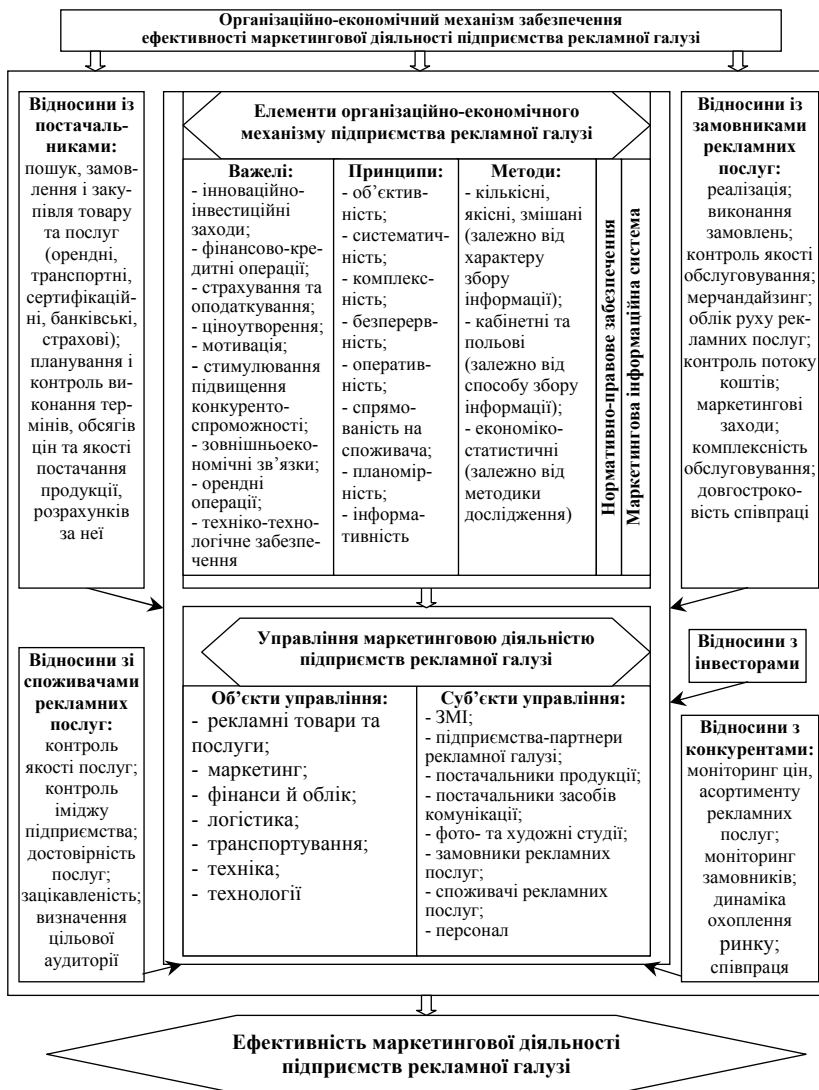 Організаційно-економічний механізм забезпечення
ефективності маркетингової діяльності підприємства рекламної галузі
Відносини із
постачаль-
никами:
пошук, замов-
лення і заку-
півля товару
та послуг
(орендні,
транспортні,
сертифікацій-
ні, банківські,
страхові);
планування і
контроль ви-
конання тер-
мінів, обсягів
цін та якості
постачання
продукції,
розрахунків
за неї
Елементи організаційно-економічного
механізму підприємства рекламної галузі
Важелі:
- інноваційно-
інвестиційні
заходи;
- фінансово-кре-
дитні операції;
- страхування та
оподаткування;
- ціноутворення;
- мотивація;
- стимулювання
підвищення
конкуренто-
спроможності;
- зовнішньоеко-
номічні зв’язки;
- орендні
операції;
- техніко-техно-
логічне забезпе-
чення
Принципи:
- об’єктив-
ність;
- систематич-
ність;
- комплекс-
ність;
- безперерв-
ність;
- оператив-
ність;
- спрямо-
ваність на
споживача;
- планомір-
ність;
- інформа-
тивність
Методи:
- кількісні,
якісні, змішані
(залежно від
характеру
збору
інформації);
- кабінетні та
польові
(залежно від
способу збору
інформації);
- економіко-
статистичні
(залежно від
методики
дослідження)
Нормативно-правове забезпечення
Маркетингова інформаційна система
Відносини із
замовниками
рекламних
послуг:
реалізація;
виконання
замовлень;
контроль якості
обслуговування;
мерчандайзинг;
облік руху рек-
ламних послуг;
контроль потоку
коштів;
маркетингові
заходи;
комплексність
обслуговування;
довгостроко-
вість співпраці
Управління маркетинговою діяльністю
підприємств рекламної галузі
Відносини зі
споживачами
рекламних
послуг:
контроль
якості послуг;
контроль
іміджу
підприємства;
достовірність
послуг;
зацікавленість;
визначення
цільової
аудиторії
Об’єкти управління:
- рекламні товари та
послуги;
- маркетинг;
- фінанси й облік;
- логістика;
- транспортування;
- техніка;
- технології
Суб’єкти управління:
- ЗМІ;
- підприємства-партнери
рекламної галузі;
- постачальники продукції;
- постачальники засобів
комунікації;
- фото- та художні студії;
- замовники рекламних
послуг;
- споживачі рекламних
послуг;
- персонал
Відносини з
інвесторами
Відносини з
конкурентами:
моніторинг цін,
асортименту
рекламних
послуг;
моніторинг
замовників;
динаміка
охоплення
ринку;
співпраця
Ефективність маркетингової діяльності
підприємств рекламної галузі